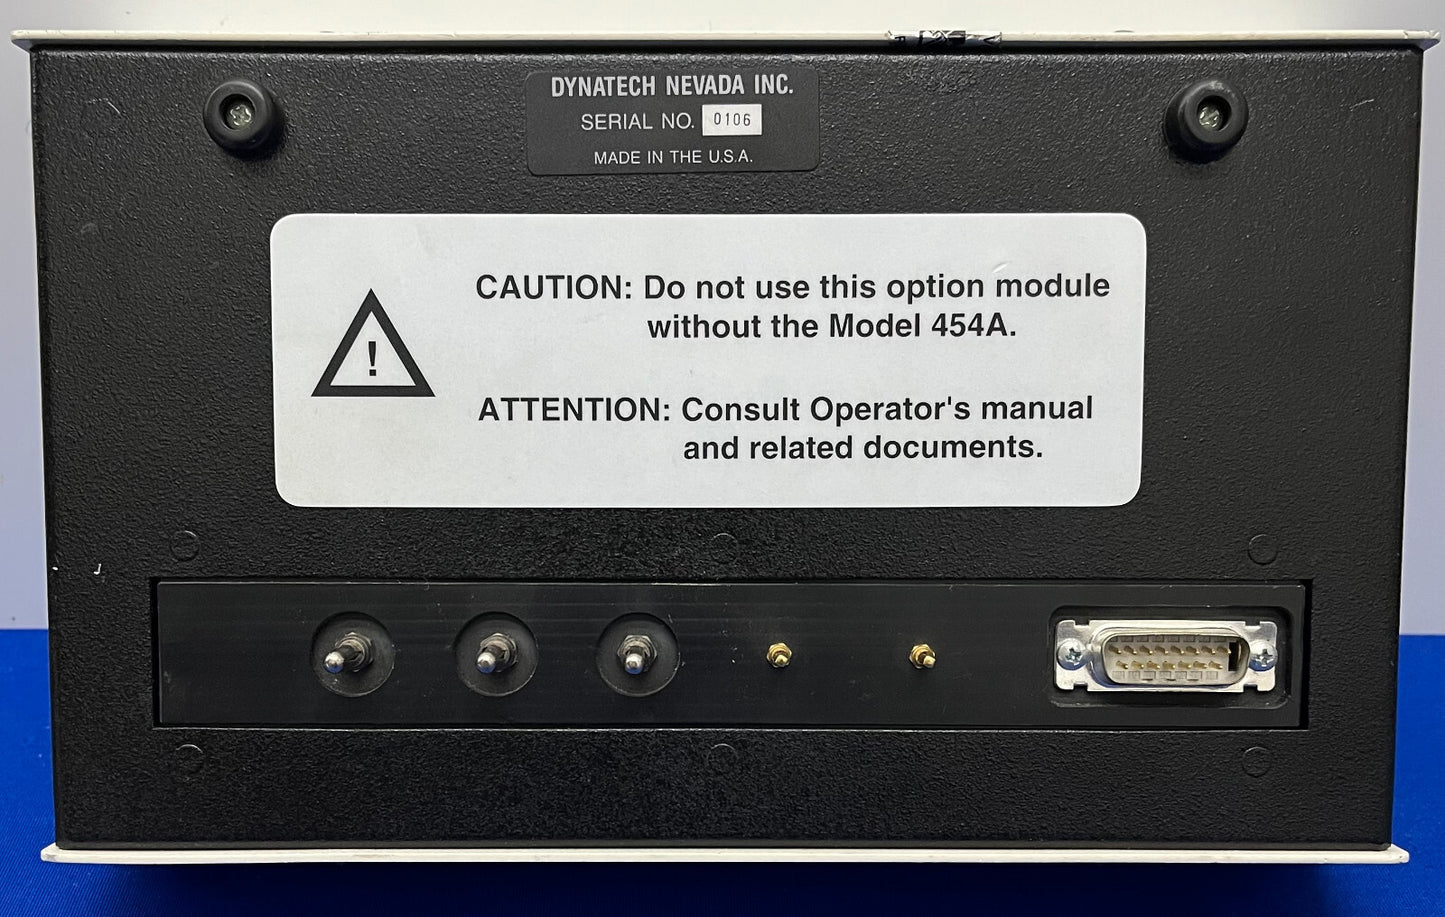 DYNATECH NEVADA INC.
SERIAL NO. 0106
MADE IN THE U.S.A.
!
CAUTION: Do not use this option module
without the Model 454A.
ATTENTION: Consult Operator's manual
and related documents.